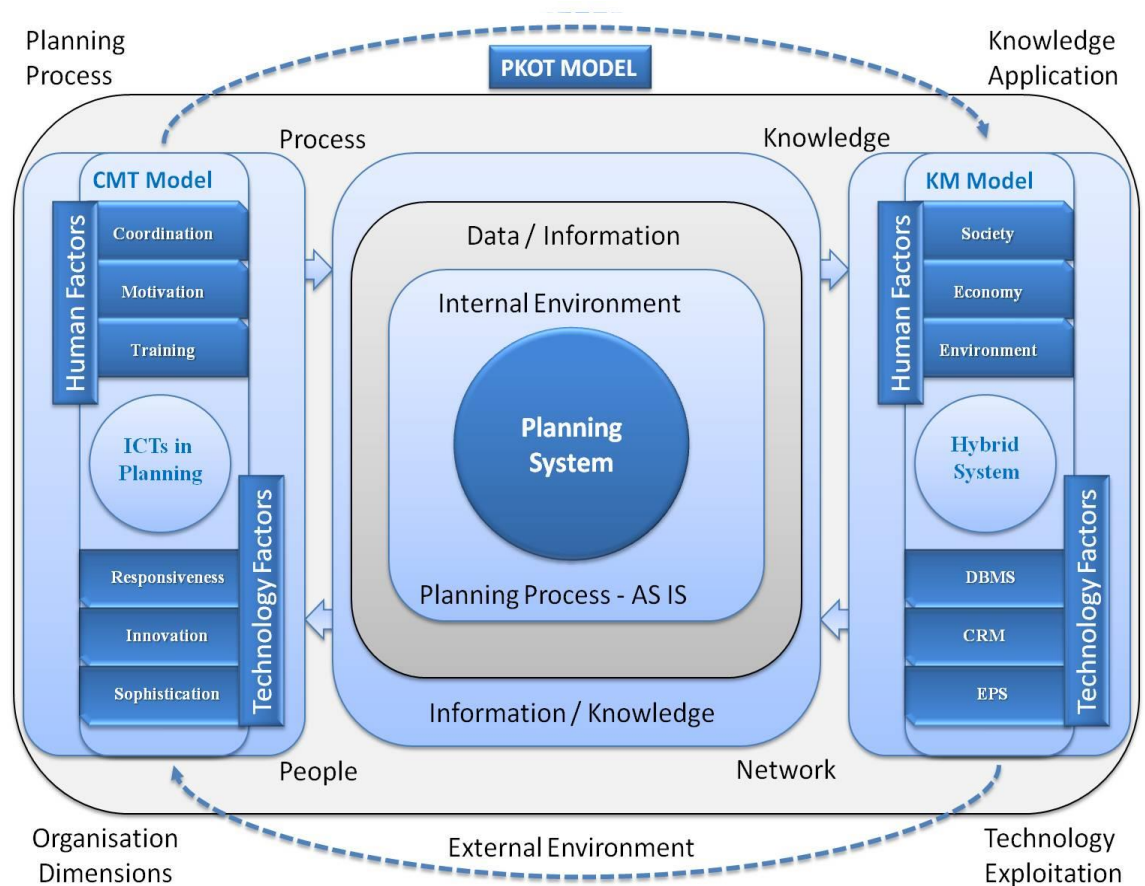 Planning
Process
PKOT MODEL
Knowledge
Application
Process
Knowledge
CMT Model
Human Factors
Coordination
Motivation
Training
ICTs in
Planning
Technology Factors
Responsiveness
Innovation
Sophistication
Data / Information
Internal Environment
Planning
System
Planning Process - AS IS
Information / Knowledge
KM Model
Human Factors
Society
Economy
Environment
Hybrid
System
Technology Factors
DBMS
CRM
EPS
People
Network
Organisation
Dimensions
External Environment
Technology
Exploitation